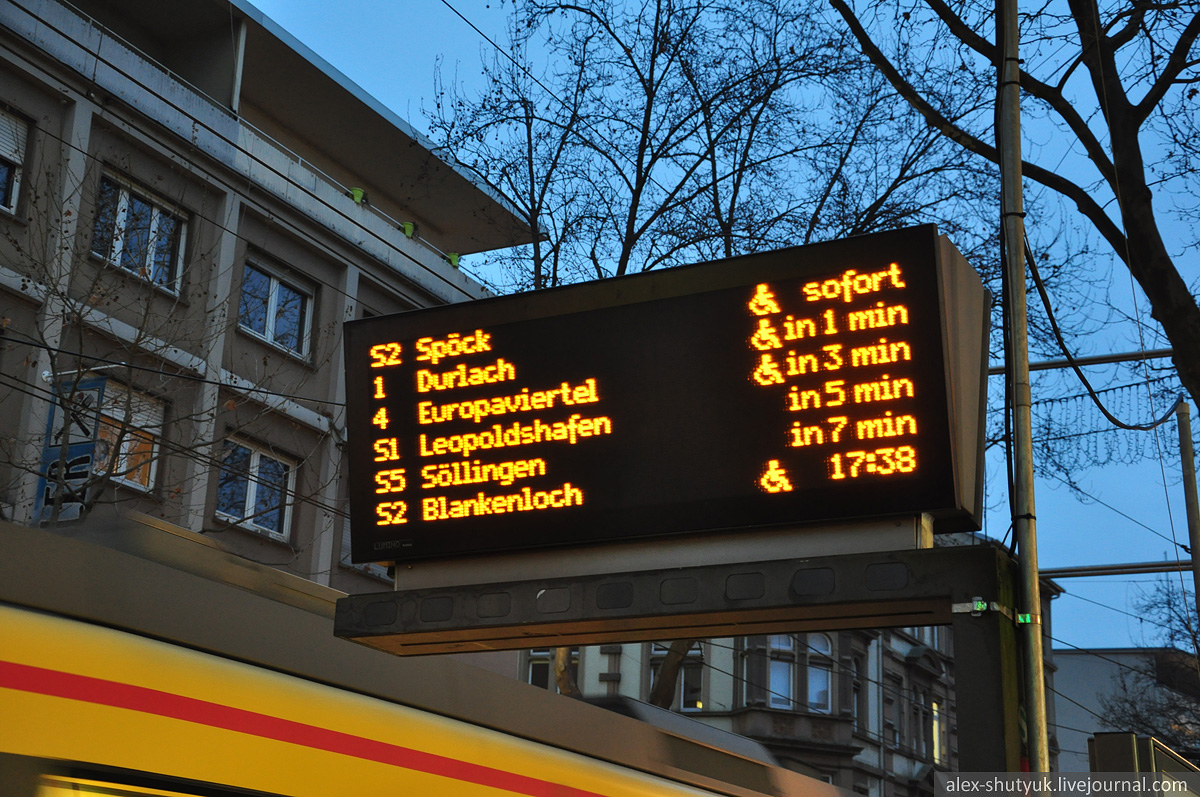 S2 Spöck sofort
1 Durlach in 1 min
4 Europaviertel in 3 min
S1 Leopoldshafen in 5 min
S5 Söllingen in 7 min
S2 Blankenloch 17:38
alex-shutyuk.livejournal.com